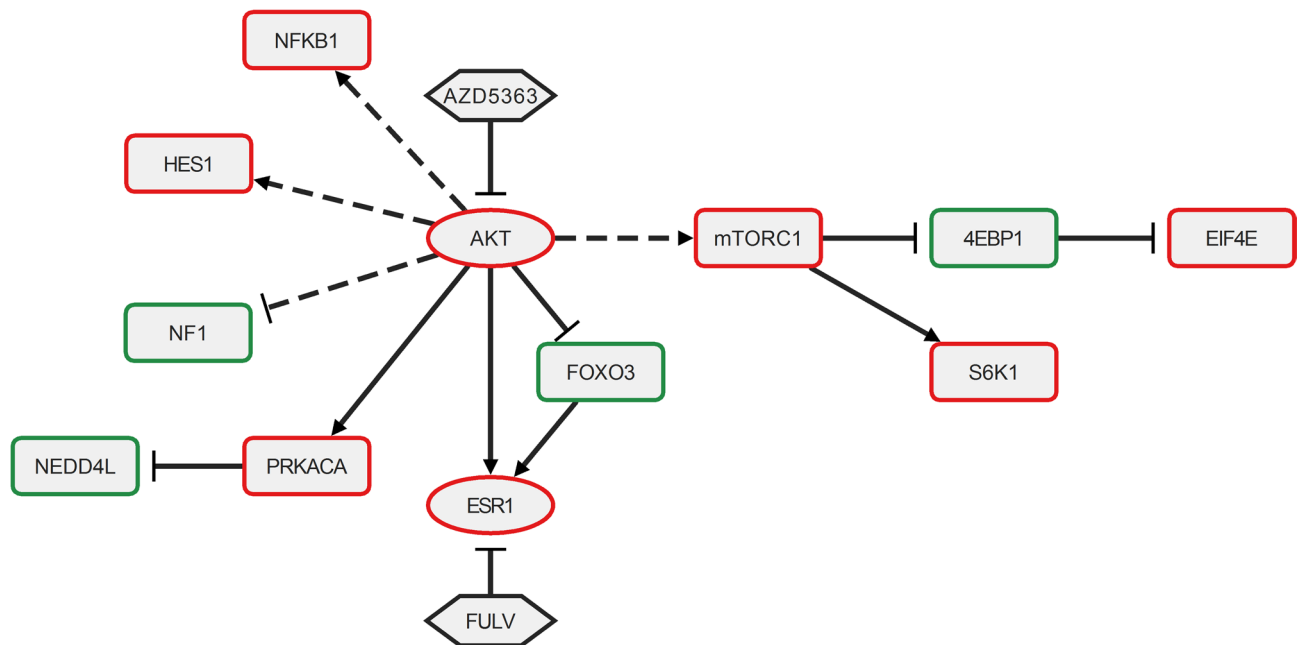 NFKB1
AZD5363
HES1
AKT
mTORC1
4EBP1
EIF4E
NF1
FOXO3
S6K1
NEDD4L
PRKACA
ESR1
FULV